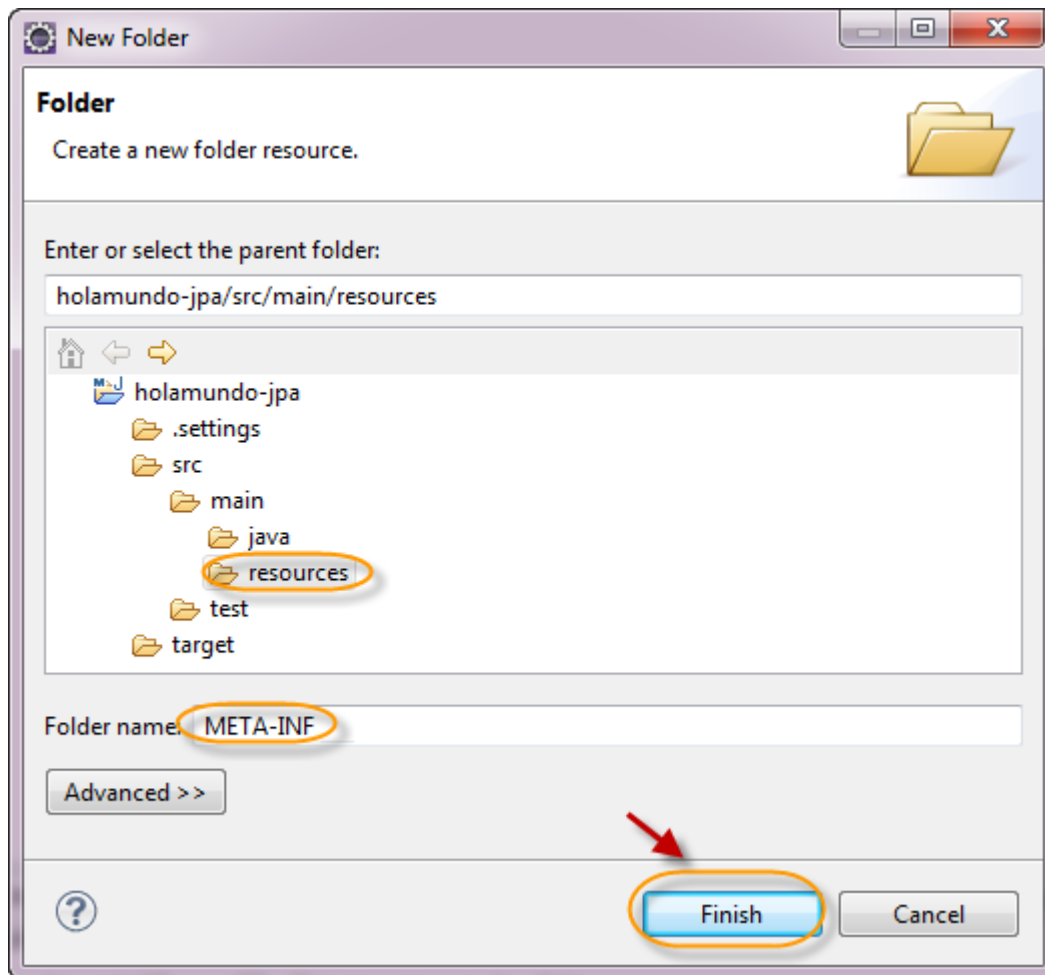 New Folder
Folder
Create a new folder resource.
Enter or select the parent folder:
holamundo-jpa/src/main/resources
holamundo-jpa
.settings
src
main
java
resources
test
target
Folder name: META-INF
Advanced >>
Finish Cancel